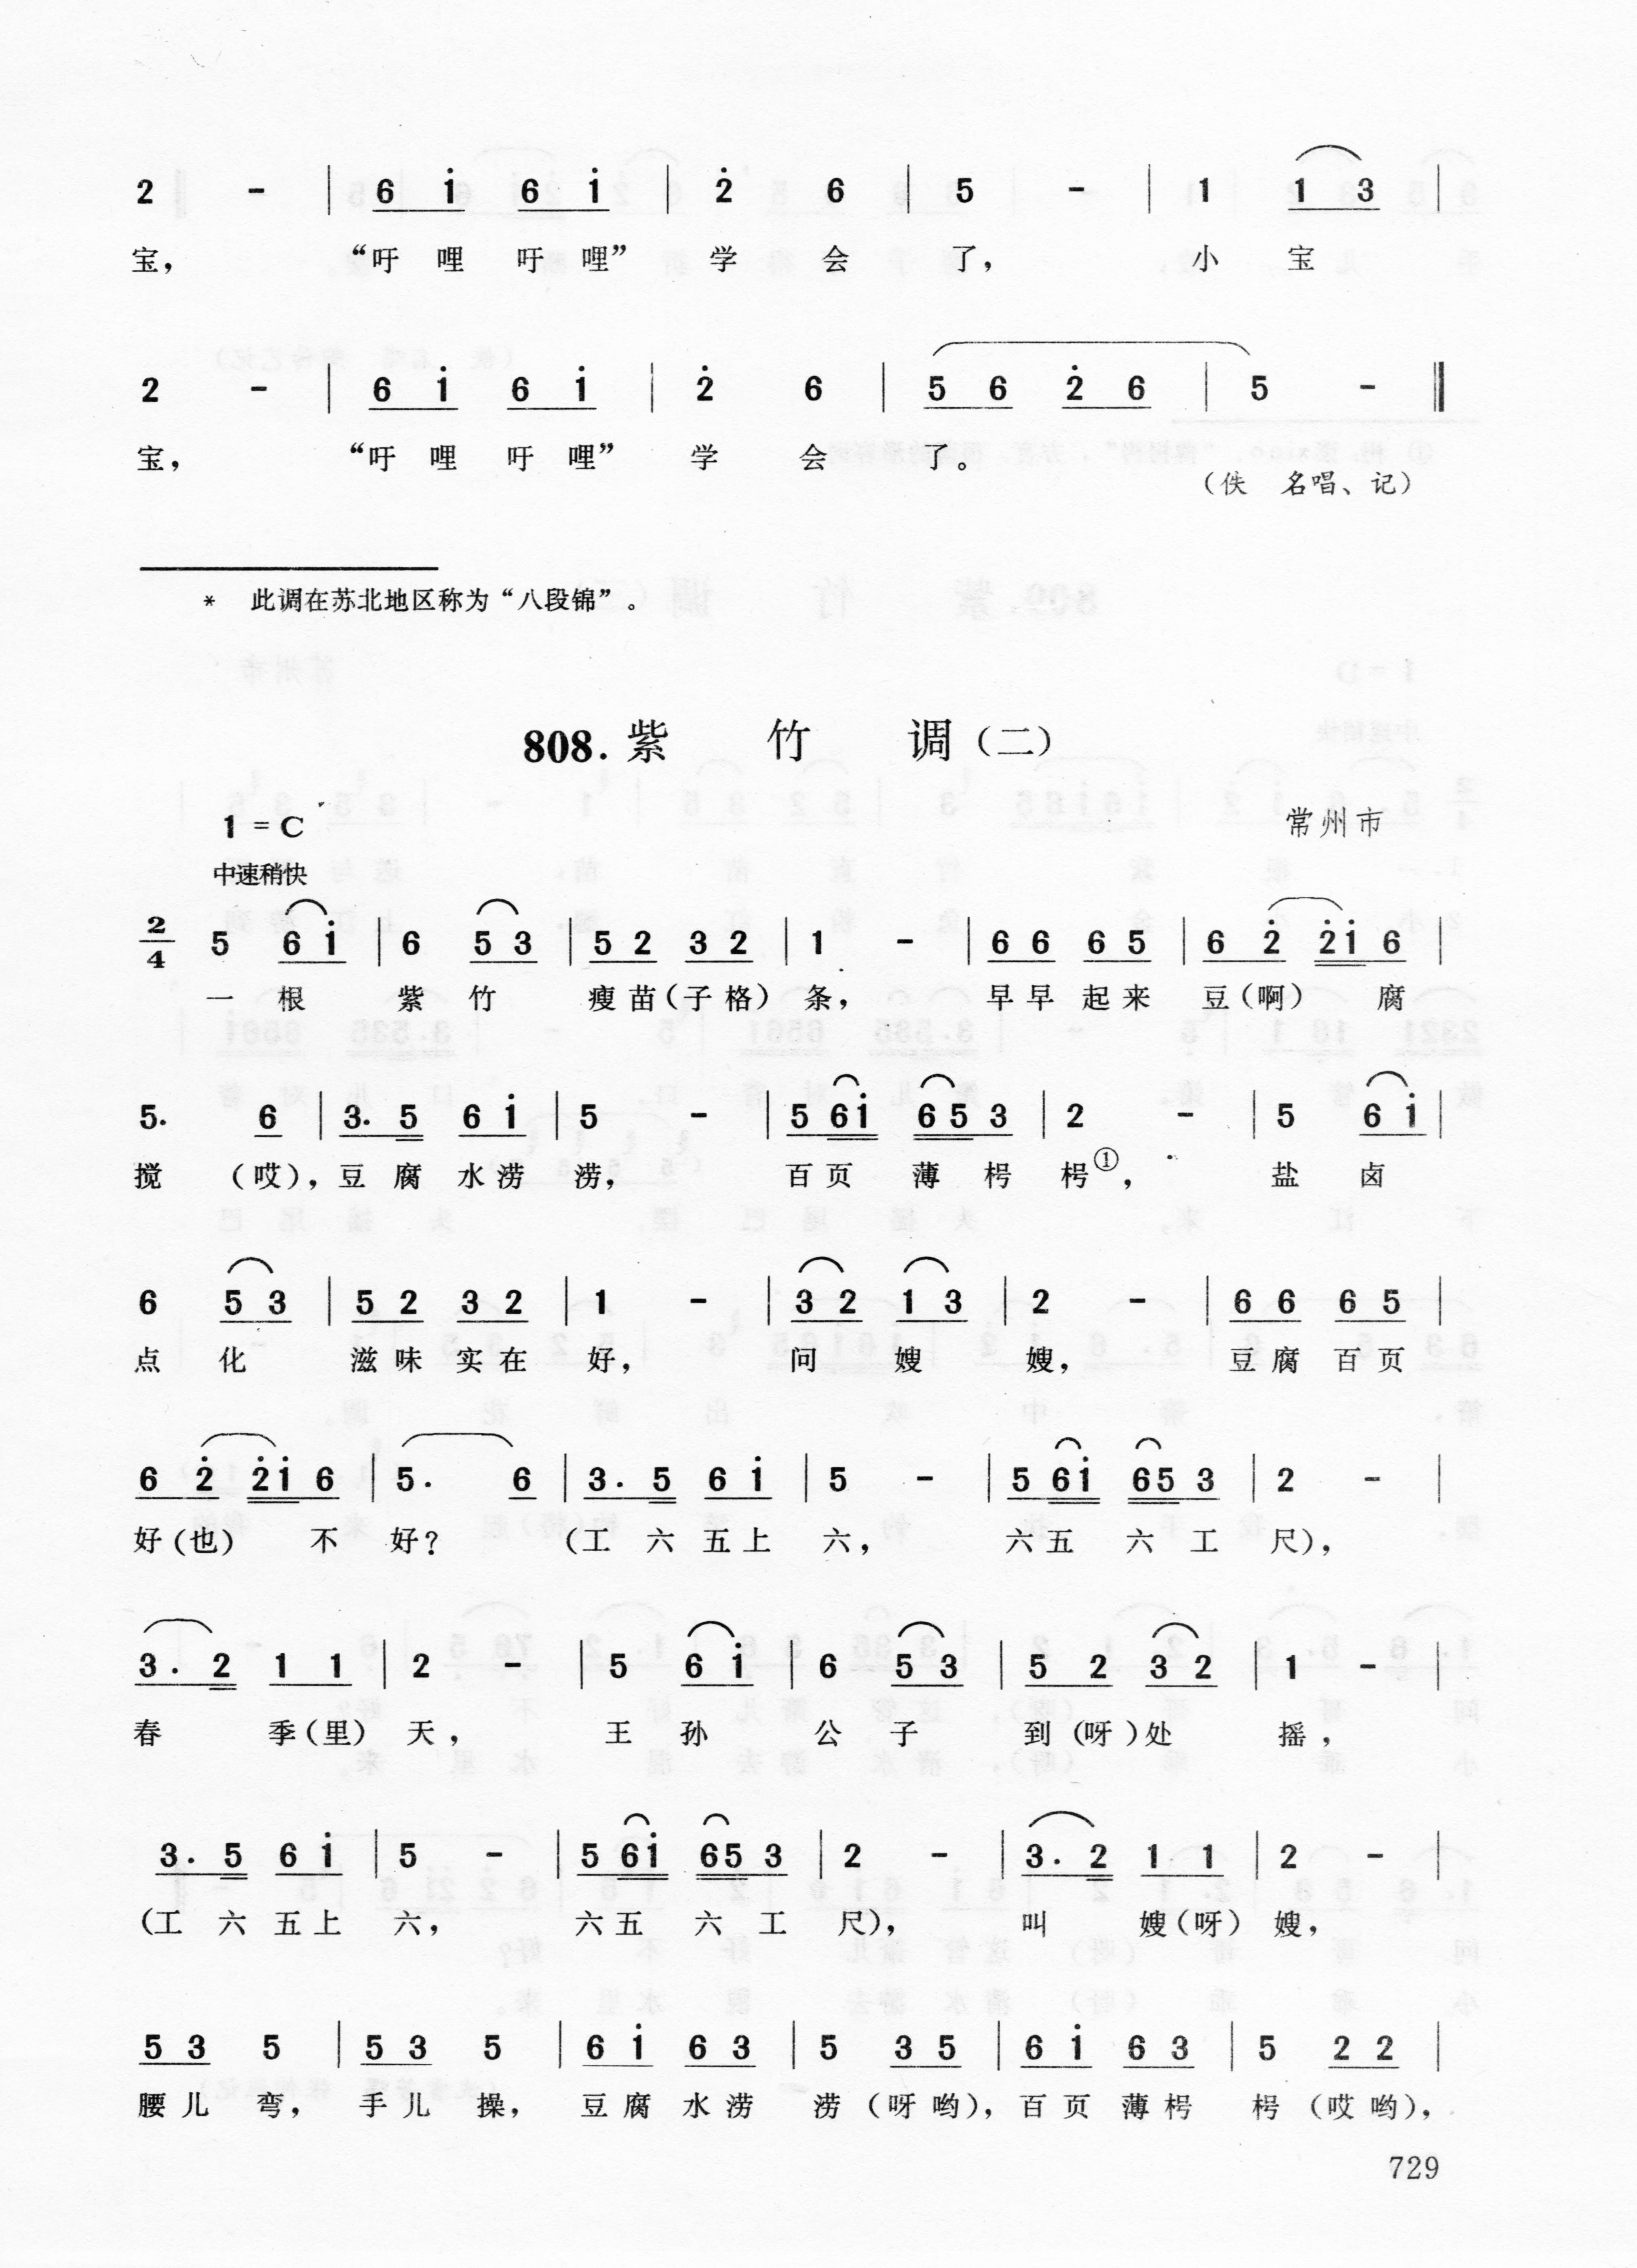 2 - | 6 i̇ 6 i̇ | 2̇ 6 | 5 - | 1 1 3 |
宝， “吁 哩 吁 哩” 学 会 了， 小 宝
2 - | 6 i̇ 6 i̇ | 2̇ 6 | 5 6 2̇ 6 | 5 - ‖
宝， “吁 哩 吁 哩” 学 会 了。
（佚 名唱、记）
* 此调在苏北地区称为“八段锦”。
808. 紫 竹 调（二）
1 = C 常州市
中速稍快
2/4 5 6 i̇ | 6 5 3 | 5 2 3 2 | 1 - | 6 6 6 5 | 6 2̇ 2̇ i̇ 6 |
一 根 紫 竹 瘦 苗（子 格）条， 早 早 起 来 豆（啊） 腐
5. 6 | 3. 5 6 i̇ | 5 - | 5 6 i̇ 6 5 3 | 2 - | 5 6 i̇ |
搅 （哎），豆 腐 水 涝 涝， 百 页 薄 枵 枵①， 盐 卤
6 5 3 | 5 2 3 2 | 1 - | 3 2 1 3 | 2 - | 6 6 6 5 |
点 化 滋 味 实 在 好， 问 嫂 嫂， 豆 腐 百 页
6 2̇ 2̇ i̇ 6 | 5. 6 | 3. 5 6 i̇ | 5 - | 5 6 i̇ 6 5 3 | 2 - |
好（也） 不 好？ （工 六 五 上 六， 六 五 六 工 尺），
3. 2 1 1 | 2 - | 5 6 i̇ | 6 5 3 | 5 2 3 2 | 1 - |
春 季（里） 天， 王 孙 公 子 到（呀）处 摇，
3. 5 6 i̇ | 5 - | 5 6 i̇ 6 5 3 | 2 - | 3. 2 1 1 | 2 - |
（工 六 五 上 六， 六 五 六 工 尺）， 叫 嫂（呀） 嫂，
5 3 5 | 5 3 5 | 6 i̇ 6 3 | 5 3 5 | 6 i̇ 6 3 | 5 2 2 |
腰 儿 弯， 手 儿 操， 豆 腐 水 涝 涝（呀 哟），百 页 薄 枵 枵（哎 哟），
729